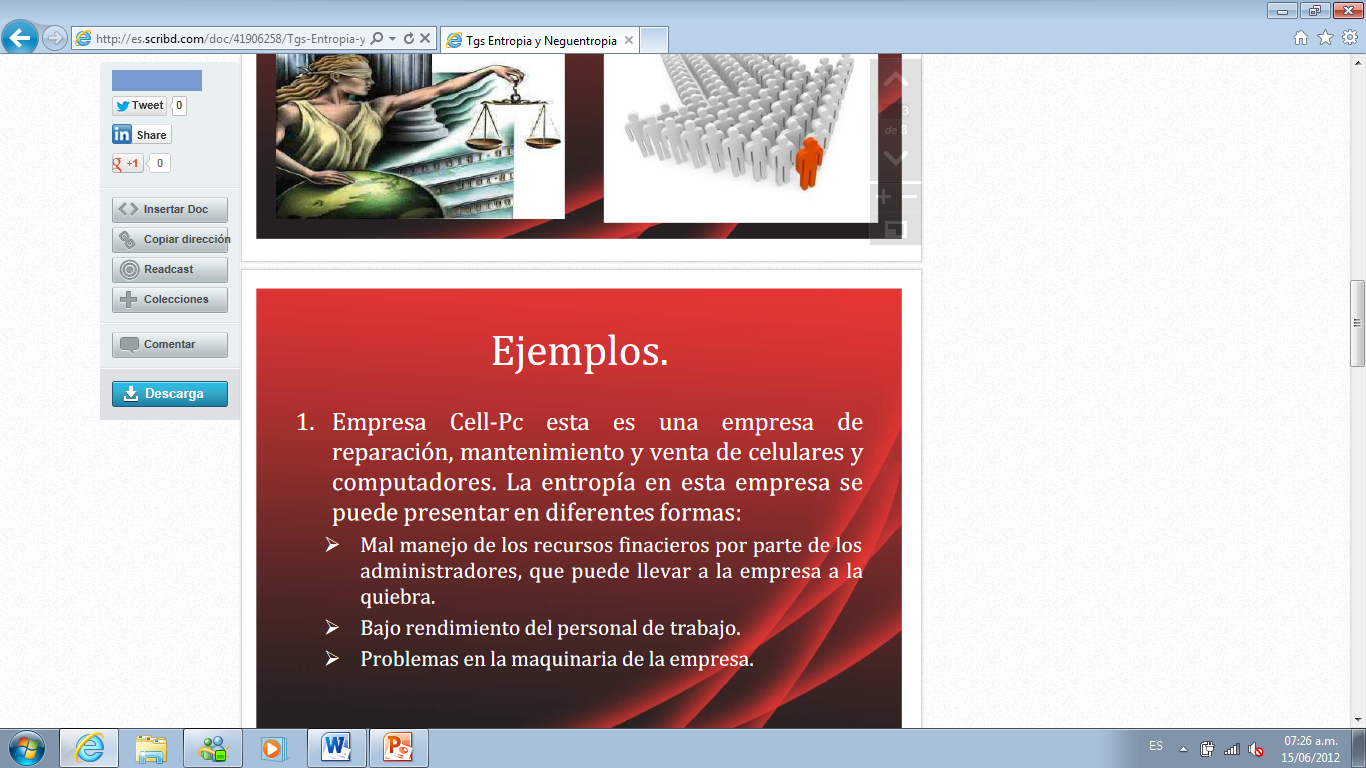 http://es.scribd.com/doc/41906258/Tgs-Entropia-y
Tgs Entropia y Neguentropia
Tweet 0
Share
+1 0
Insertar Doc
Copiar dirección
Readcast
Colecciones
Comentar
Descarga
3
de 8
Ejemplos.
1. Empresa Cell-Pc esta es una empresa de
reparación, mantenimiento y venta de celulares y
computadores. La entropía en esta empresa se
puede presentar en diferentes formas:
Mal manejo de los recursos finacieros por parte de los
administradores, que puede llevar a la empresa a la
quiebra.
Bajo rendimiento del personal de trabajo.
Problemas en la maquinaria de la empresa.
ES
07:26 a.m.
15/06/2012